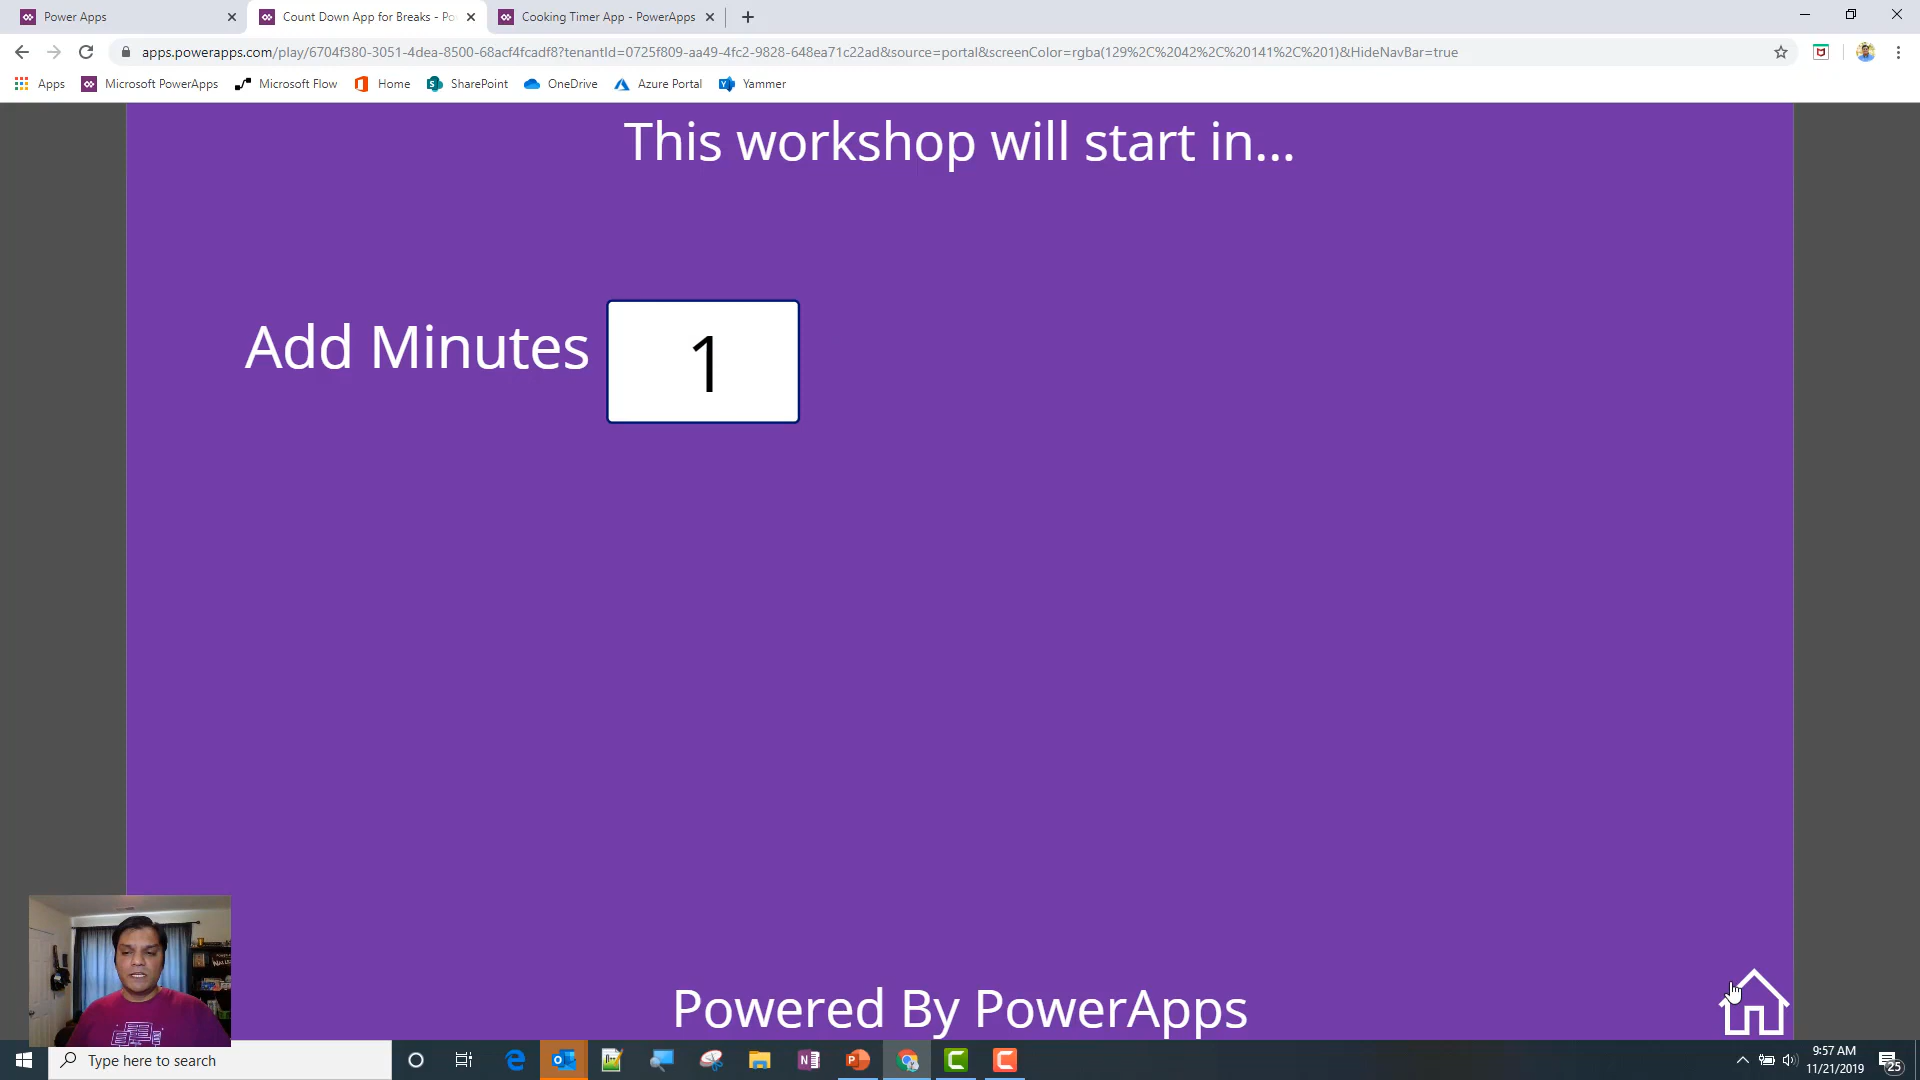 Power Apps
Count Down App for Breaks - Po
Cooking Timer App - PowerApps
apps.powerapps.com/play/6704f380-3051-4dea-8500-68acf4fcadf8?tenantId=0725f809-aa49-4fc2-9828-648ea71c22ad&source=portal&screenColor=rgba(129%2C%2042%2C%20141%2C%201)&HideNavBar=true
Apps
Microsoft PowerApps
Microsoft Flow
Home
SharePoint
OneDrive
Azure Portal
Yammer
This workshop will start in...
Add Minutes
1
Powered By PowerApps
Type here to search
9:57 AM
11/21/2019
25